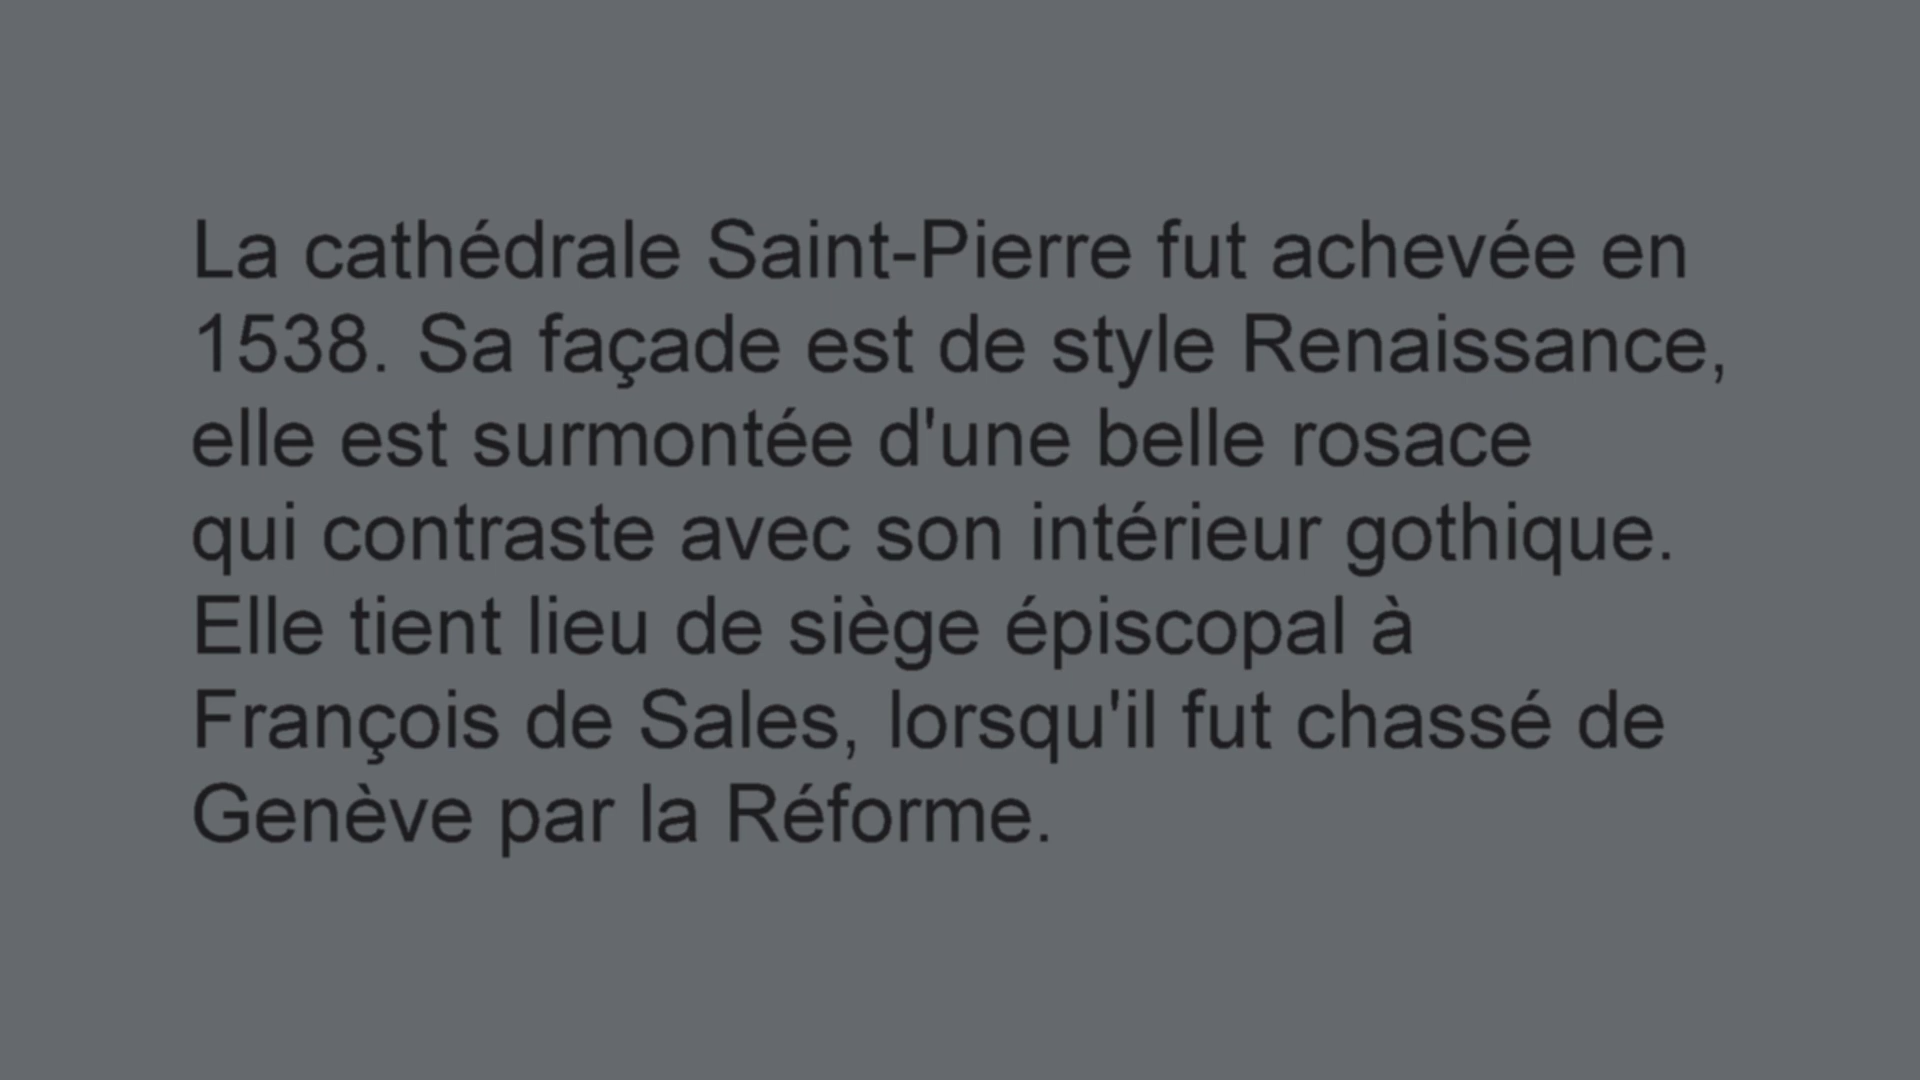 La cathédrale Saint-Pierre fut achevée en
1538. Sa façade est de style Renaissance,
elle est surmontée d'une belle rosace
qui contraste avec son intérieur gothique.
Elle tient lieu de siège épiscopal à
François de Sales, lorsqu'il fut chassé de
Genève par la Réforme.